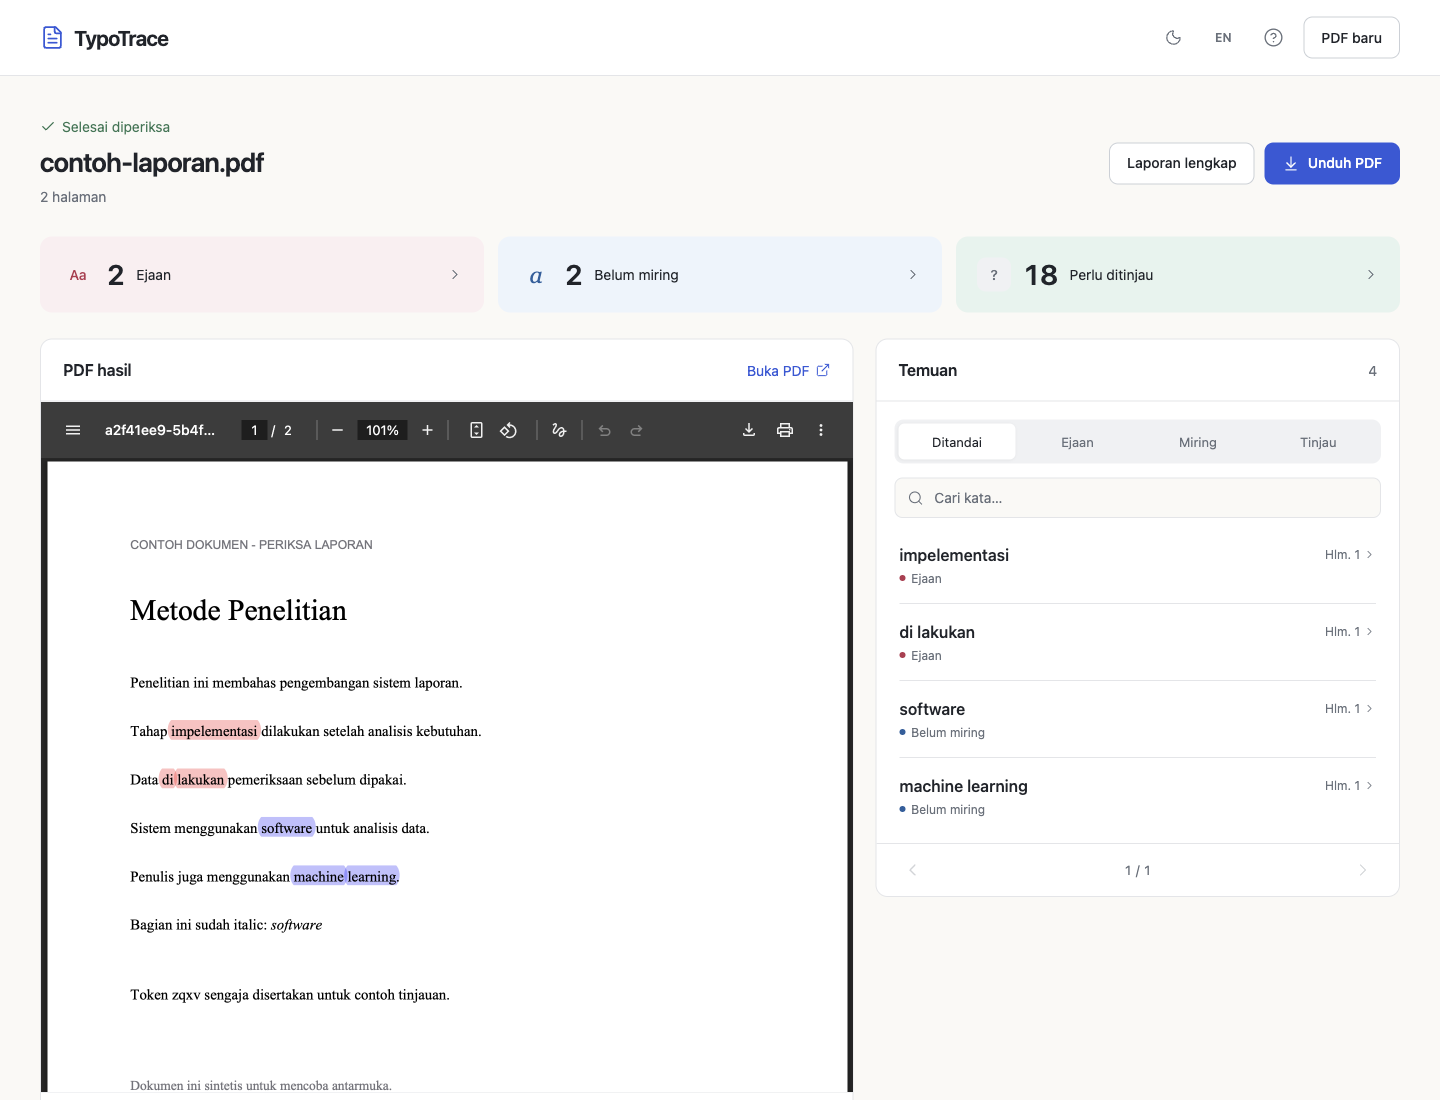 TypoTrace
EN
PDF baru
Selesai diperiksa
contoh-laporan.pdf
2 halaman
Laporan lengkap
Unduh PDF
Aa 2 Ejaan
a 2 Belum miring
? 18 Perlu ditinjau
PDF hasil
Buka PDF
a2f41ee9-5b4f...
1 / 2
101%
CONTOH DOKUMEN - PERIKSA LAPORAN
Metode Penelitian
Penelitian ini membahas pengembangan sistem laporan.
Tahap impelementasi dilakukan setelah analisis kebutuhan.
Data di lakukan pemeriksaan sebelum dipakai.
Sistem menggunakan software untuk analisis data.
Penulis juga menggunakan machine learning.
Bagian ini sudah italic: software
Token zqxv sengaja disertakan untuk contoh tinjauan.
Dokumen ini sintetis untuk mencoba antarmuka.
Temuan
4
Ditandai
Ejaan
Miring
Tinjau
Cari kata...
impelementasi
Hlm. 1
Ejaan
di lakukan
Hlm. 1
Ejaan
software
Hlm. 1
Belum miring
machine learning
Hlm. 1
Belum miring
1 / 1